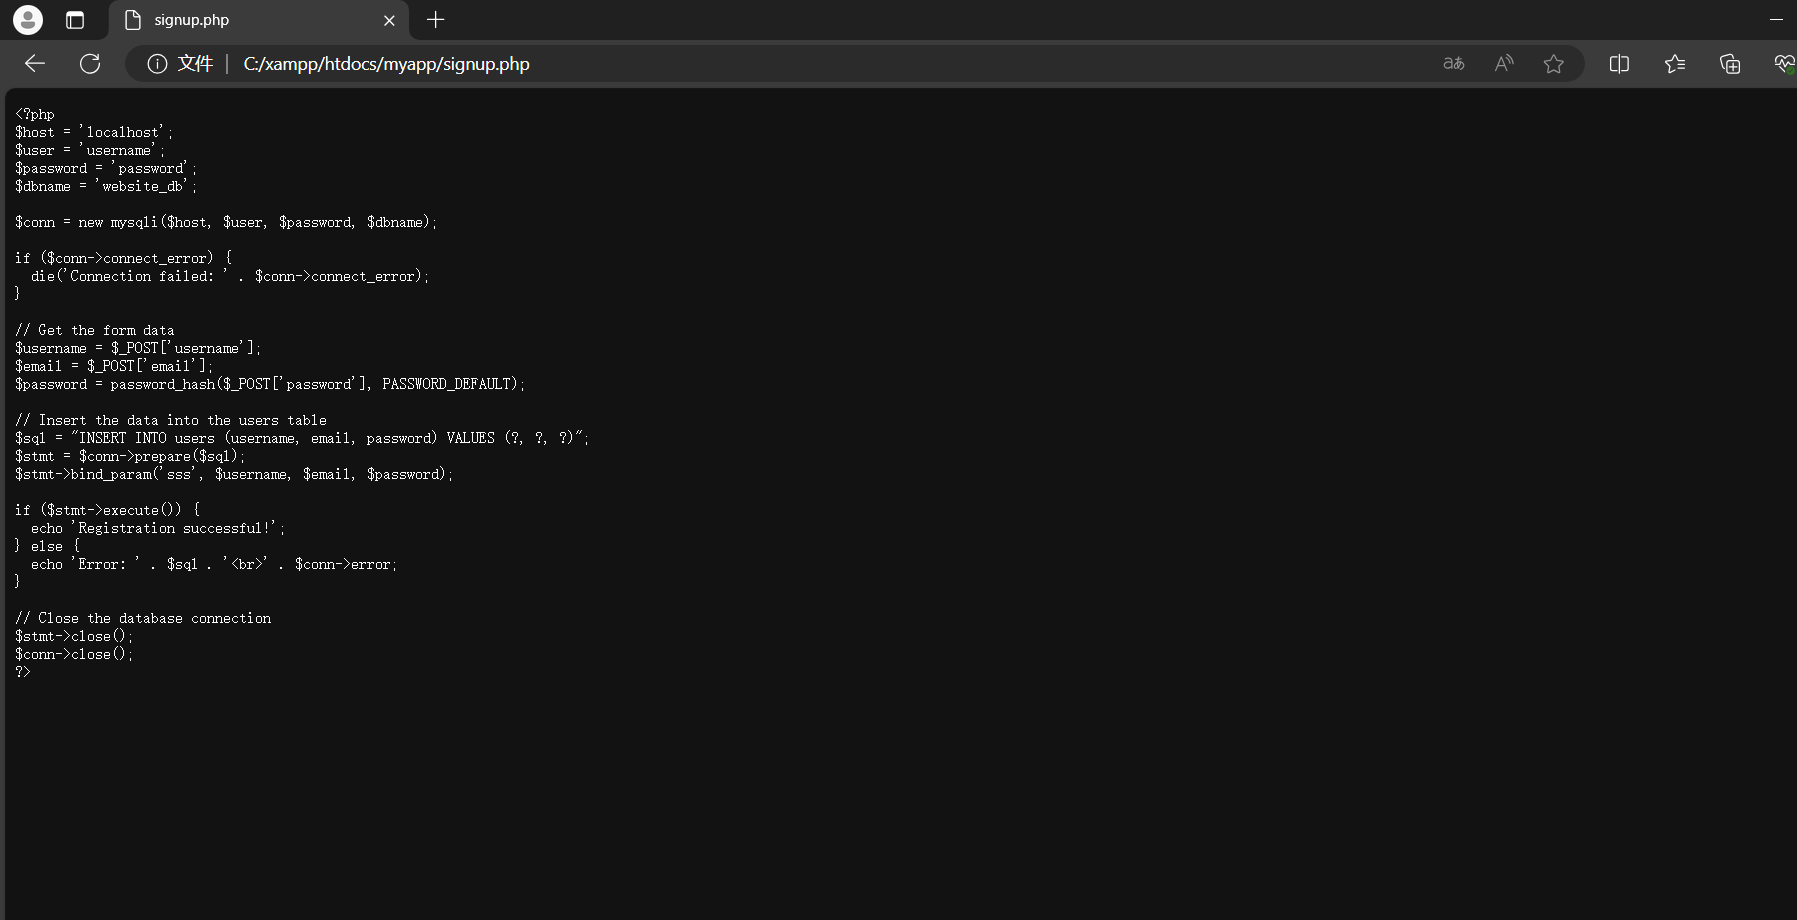 signup.php
文件 C:/xampp/htdocs/myapp/signup.php
aあ A
<?php
$host = 'localhost';
$user = 'username';
$password = 'password';
$dbname = 'website_db';
$conn = new mysqli($host, $user, $password, $dbname);
if ($conn->connect_error) {
  die('Connection failed: ' . $conn->connect_error);
}
// Get the form data
$username = $_POST['username'];
$email = $_POST['email'];
$password = password_hash($_POST['password'], PASSWORD_DEFAULT);
// Insert the data into the users table
$sql = "INSERT INTO users (username, email, password) VALUES (?, ?, ?)";
$stmt = $conn->prepare($sql);
$stmt->bind_param('sss', $username, $email, $password);
if ($stmt->execute()) {
  echo 'Registration successful!';
} else {
  echo 'Error: ' . $sql . '<br>' . $conn->error;
}
// Close the database connection
$stmt->close();
$conn->close();
?>